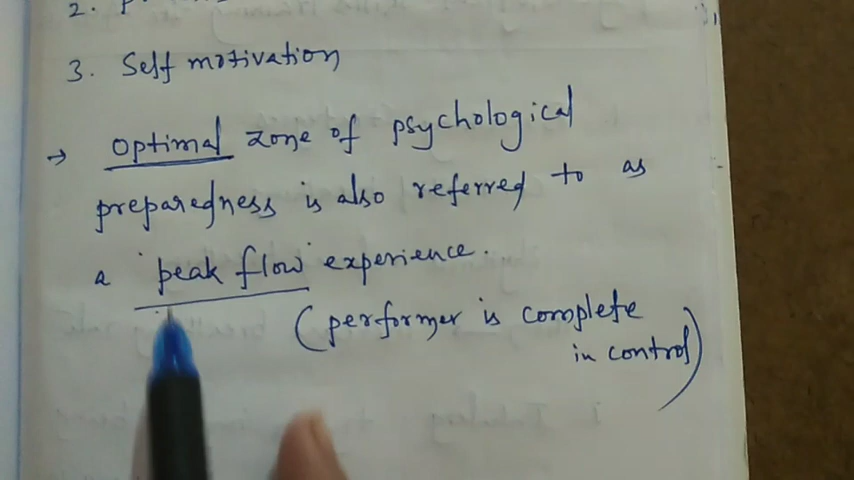 2. P
3. Self motivation
→ Optimal zone of psychological
preparedness is also referred to as
a 'peak flow' experience.
(performer is complete
in control)